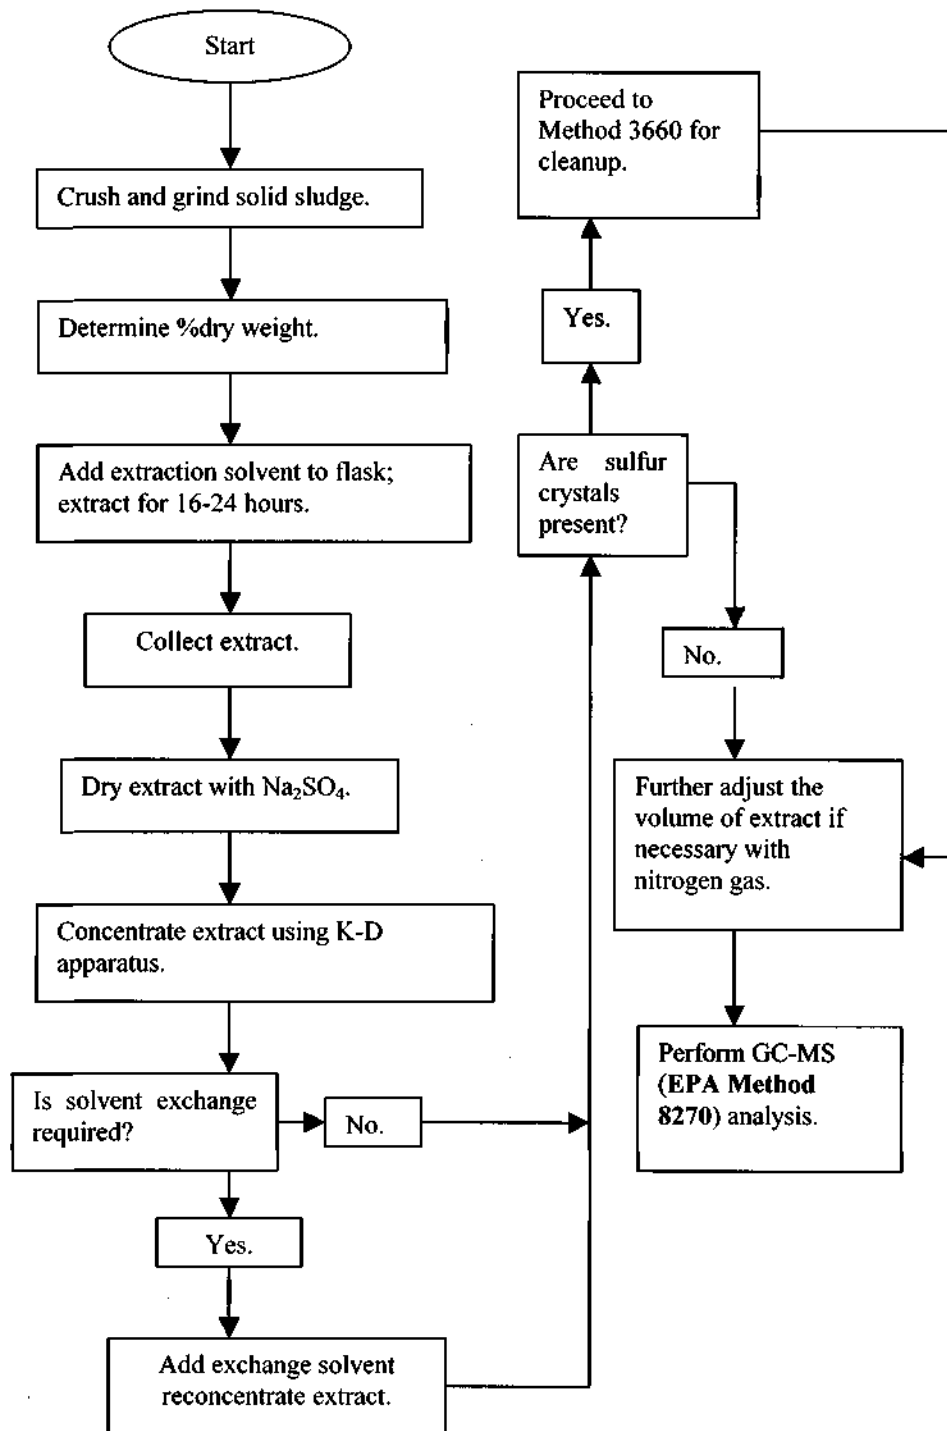 Start
Crush and grind solid sludge.
Determine %dry weight.
Add extraction solvent to flask;
extract for 16-24 hours.
Collect extract.
Dry extract with Na₂SO₄.
Concentrate extract using K-D
apparatus.
Is solvent exchange
required?
No.
Yes.
Add exchange solvent
reconcentrate extract.
Proceed to
Method 3660 for
cleanup.
Yes.
Are sulfur
crystals
present?
No.
Further adjust the
volume of extract if
necessary with
nitrogen gas.
Perform GC-MS
(EPA Method
8270) analysis.